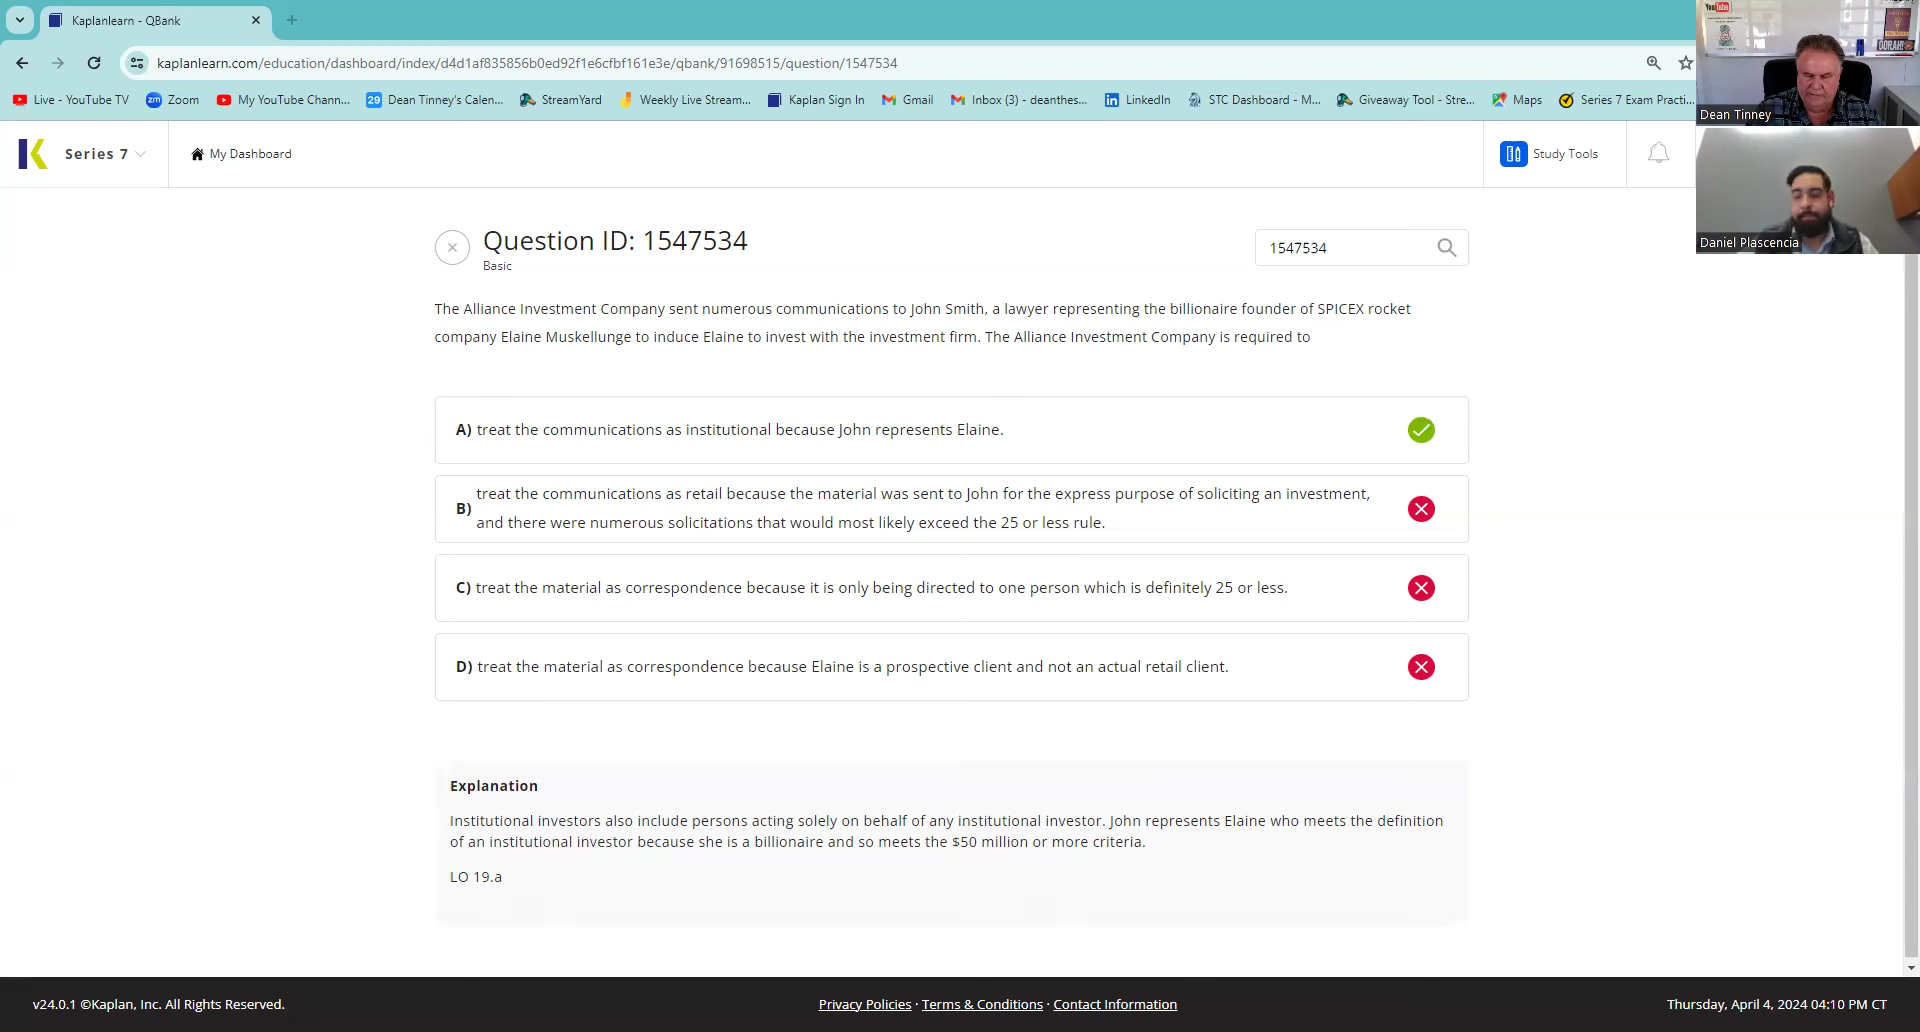 Kaplanlearn - QBank
kaplanlearn.com/education/dashboard/index/d4d1af835856b0ed92f1e6cfbf161e3e/qbank/91698515/question/1547534
Live - YouTube TV
zm Zoom
My YouTube Chann...
29 Dean Tinney's Calen...
StreamYard
Weekly Live Stream...
Kaplan Sign In
Gmail
Inbox (3) - deanthes...
in LinkedIn
STC Dashboard - M...
Giveaway Tool - Stre...
Maps
Series 7 Exam Practi...
YouTube
OORAH!
Dean Tinney
Daniel Plascencia
K Series 7
My Dashboard
Study Tools
Question ID: 1547534
Basic
1547534
The Alliance Investment Company sent numerous communications to John Smith, a lawyer representing the billionaire founder of SPICEX rocket
company Elaine Muskellunge to induce Elaine to invest with the investment firm. The Alliance Investment Company is required to
A) treat the communications as institutional because John represents Elaine.
B) treat the communications as retail because the material was sent to John for the express purpose of soliciting an investment,
and there were numerous solicitations that would most likely exceed the 25 or less rule.
C) treat the material as correspondence because it is only being directed to one person which is definitely 25 or less.
D) treat the material as correspondence because Elaine is a prospective client and not an actual retail client.
Explanation
Institutional investors also include persons acting solely on behalf of any institutional investor. John represents Elaine who meets the definition
of an institutional investor because she is a billionaire and so meets the $50 million or more criteria.
LO 19.a
v24.0.1 ©Kaplan, Inc. All Rights Reserved.
Privacy Policies · Terms & Conditions · Contact Information
Thursday, April 4, 2024 04:10 PM CT